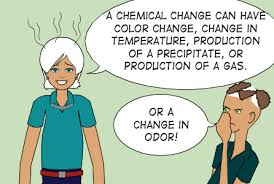 A CHEMICAL CHANGE CAN HAVE
COLOR CHANGE, CHANGE IN
TEMPERATURE, PRODUCTION
OF A PRECIPITATE, OR
PRODUCTION OF A GAS.
OR A
CHANGE IN
ODOR!